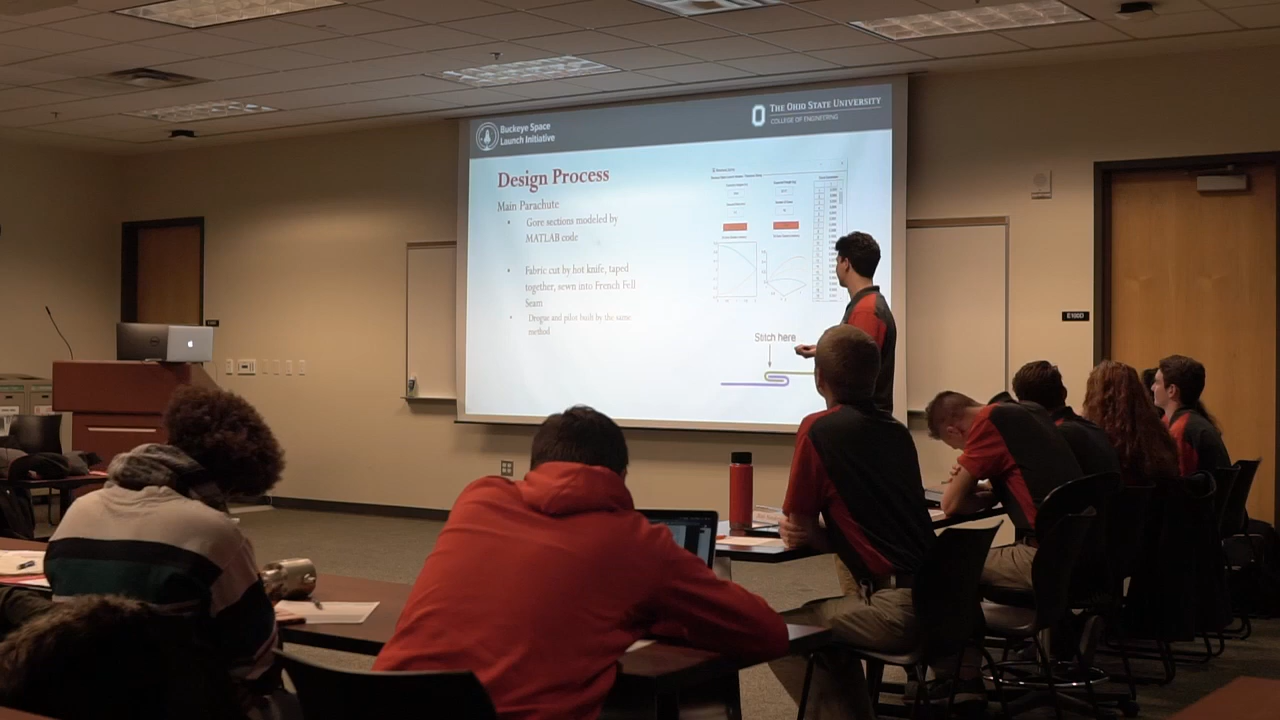 Buckeye Space
Launch Initiative
THE OHIO STATE UNIVERSITY
COLLEGE OF ENGINEERING
Design Process
Main Parachute
• Gore sections modeled by
MATLAB code
• Fabric cut by hot knife, taped
together, sewn into French Fell
Seam
• Drogue and pilot built by the same
method
Stitch here
E100D
DELL